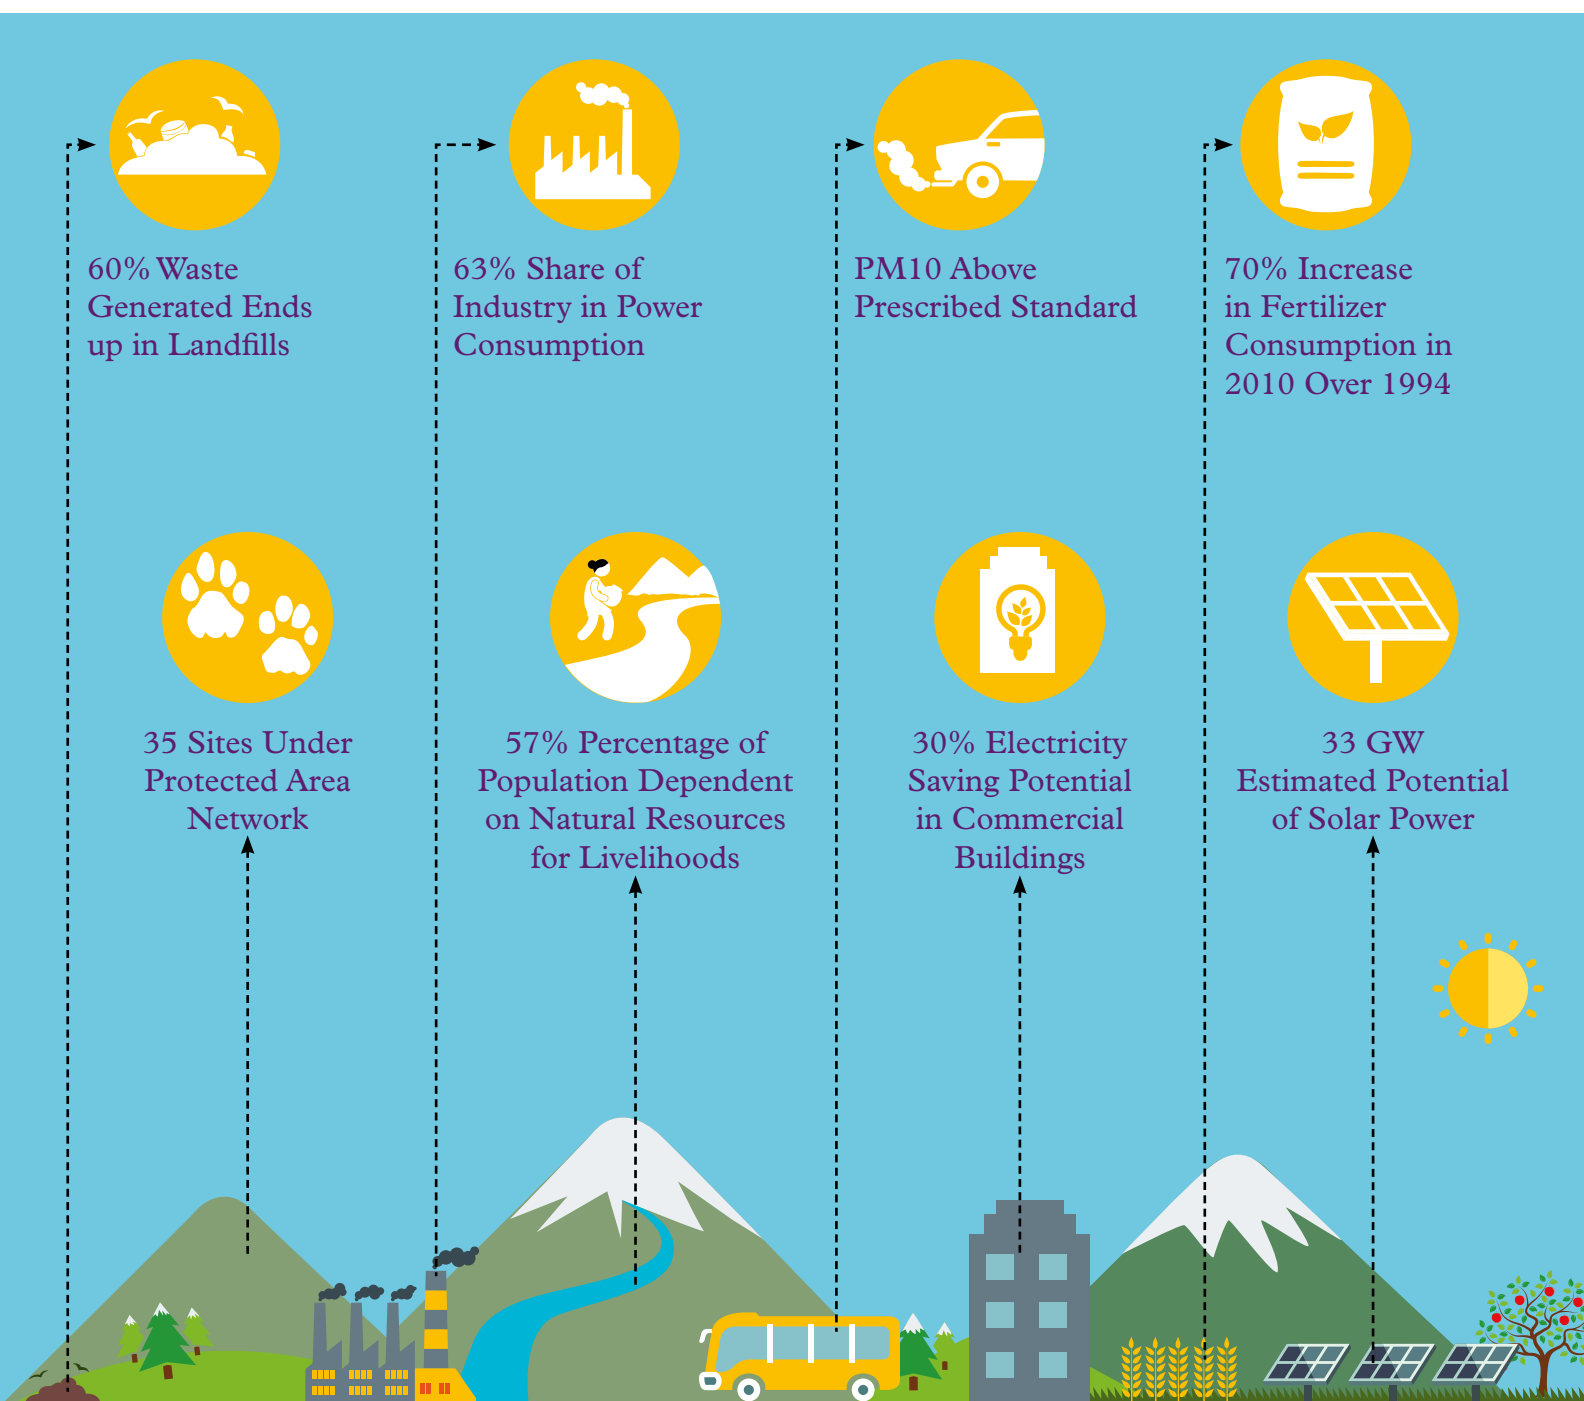 60% Waste
Generated Ends
up in Landfills
63% Share of
Industry in Power
Consumption
PM10 Above
Prescribed Standard
70% Increase
in Fertilizer
Consumption in
2010 Over 1994
35 Sites Under
Protected Area
Network
57% Percentage of
Population Dependent
on Natural Resources
for Livelihoods
30% Electricity
Saving Potential
in Commercial
Buildings
33 GW
Estimated Potential
of Solar Power